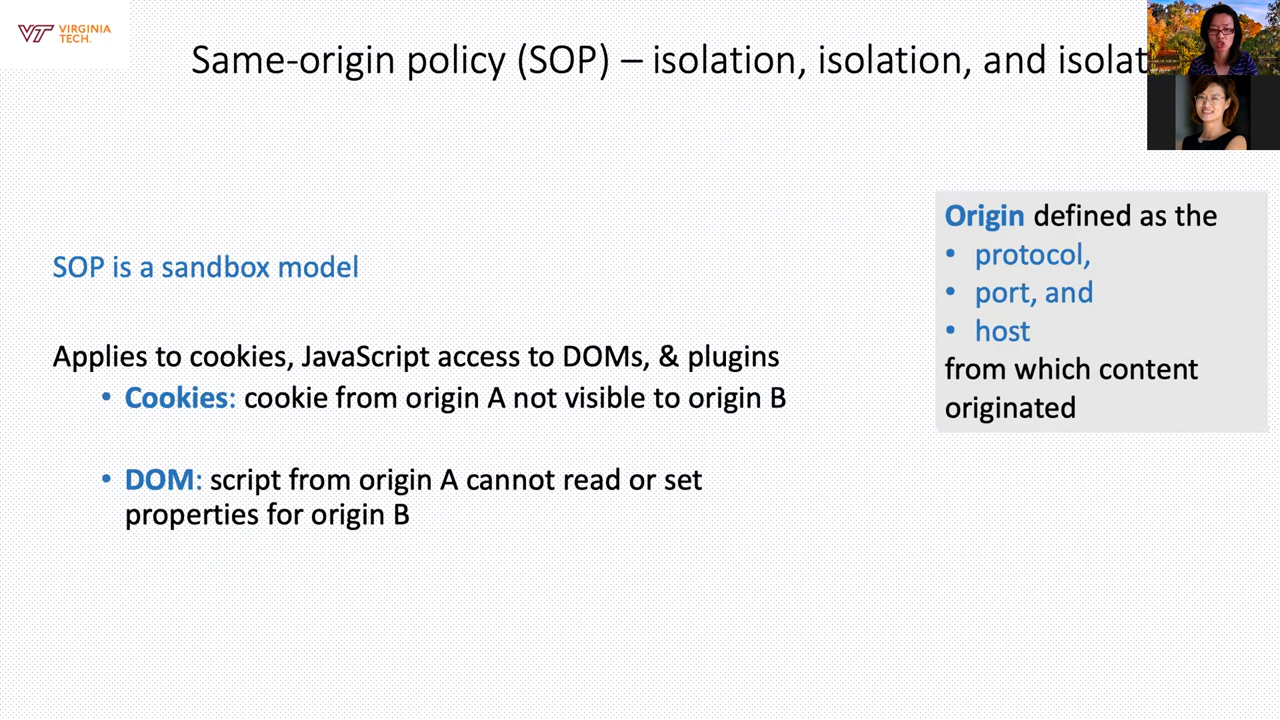 VT VIRGINIA
TECH.
Same-origin policy (SOP) – isolation, isolation, and isolat
Origin defined as the
• protocol,
• port, and
• host
from which content
originated
SOP is a sandbox model
Applies to cookies, JavaScript access to DOMs, & plugins
• Cookies: cookie from origin A not visible to origin B
• DOM: script from origin A cannot read or set
properties for origin B